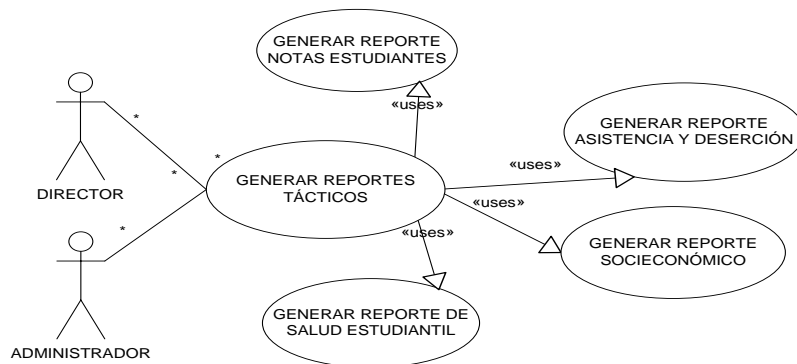 GENERAR REPORTE
NOTAS ESTUDIANTES
«uses»
GENERAR REPORTE
ASISTENCIA Y DESERCIÓN
*
*
*
*
DIRECTOR
GENERAR REPORTES
TÁCTICOS
«uses»
«uses»
«uses»
GENERAR REPORTE
SOCIECONÓMICO
*
GENERAR REPORTE DE
SALUD ESTUDIANTIL
ADMINISTRADOR